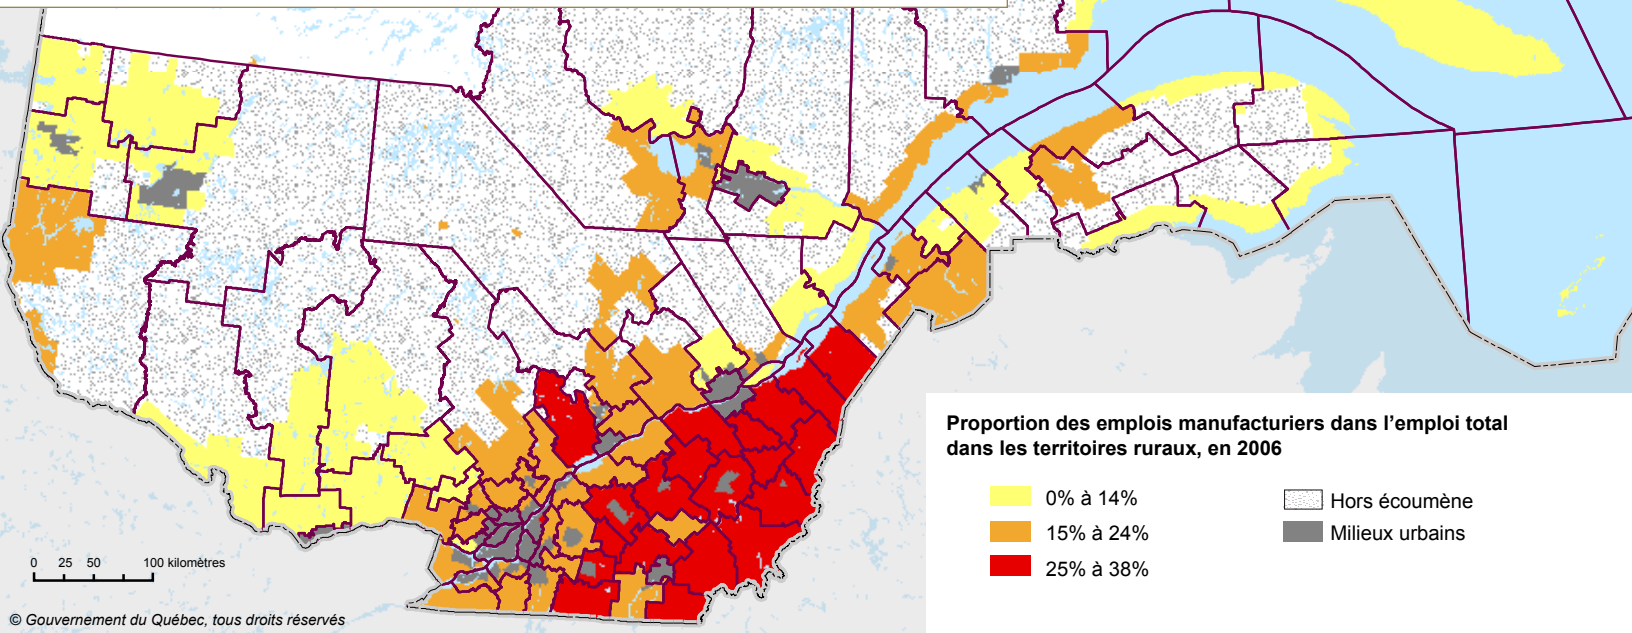 Proportion des emplois manufacturiers dans l'emploi total
dans les territoires ruraux, en 2006
0% à 14%
15% à 24%
25% à 38%
Hors écoumène
Milieux urbains
0 25 50 100 kilomètres
© Gouvernement du Québec, tous droits réservés